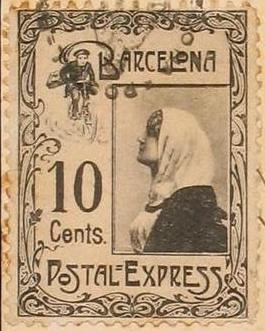 BARCELONA
10
Cents.
POSTAL=EXPRESS